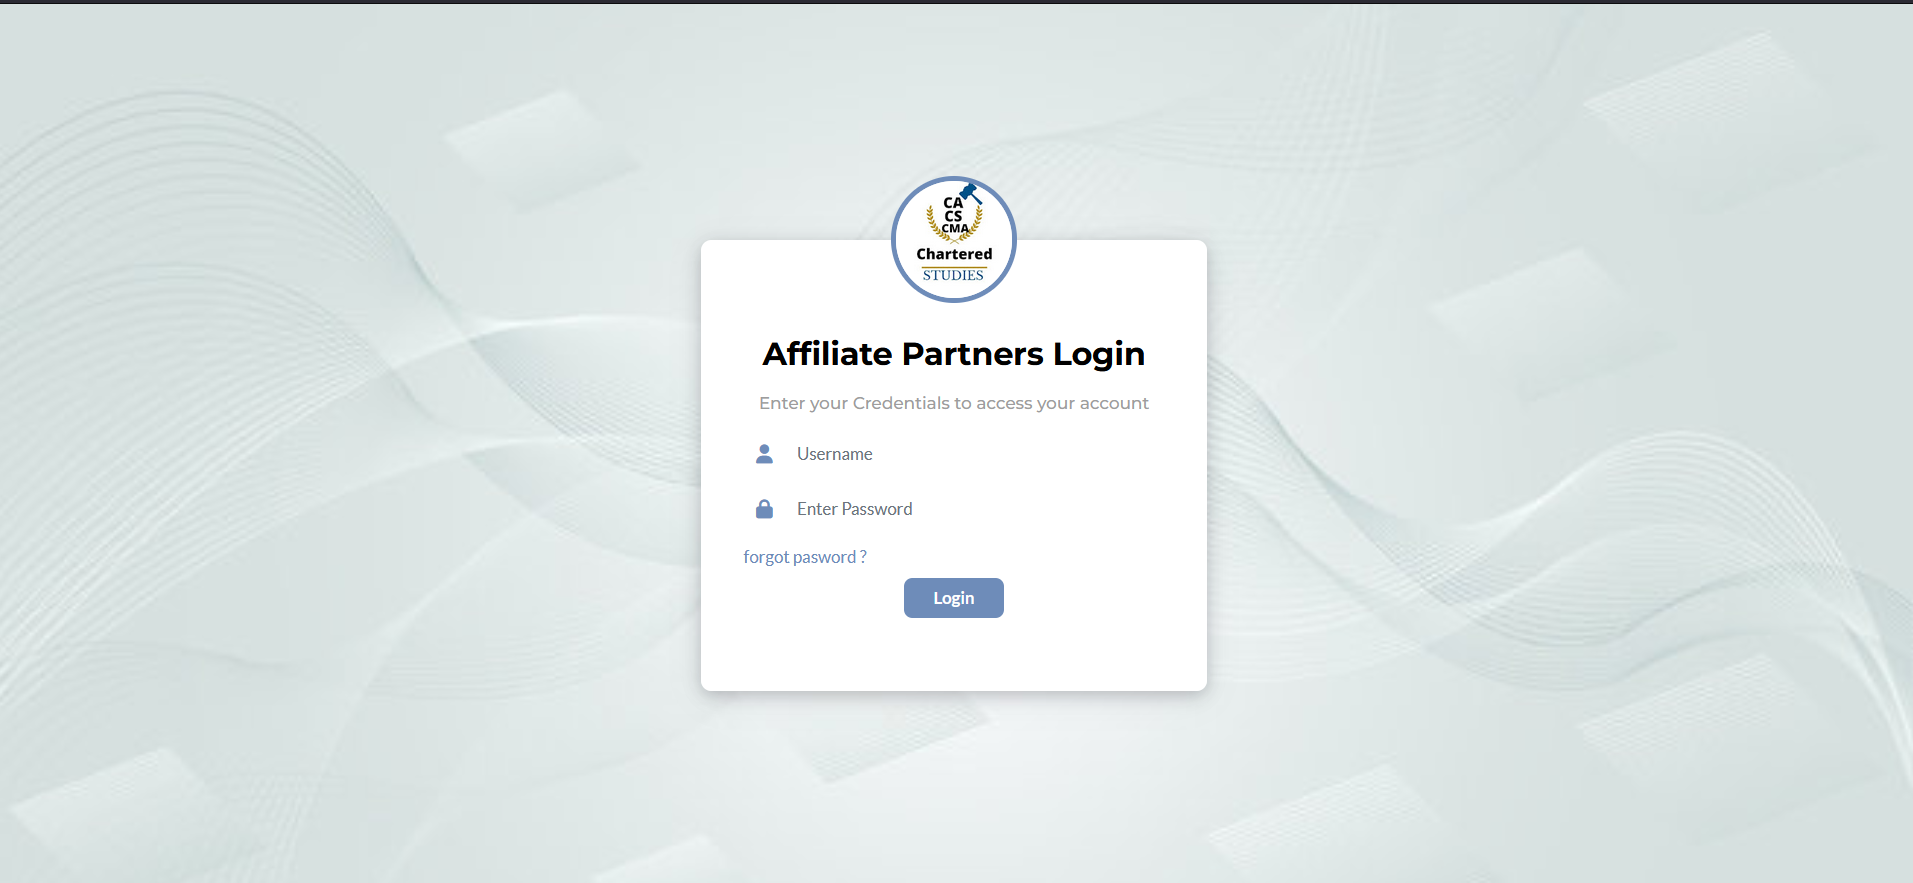 CA
CS
CMA
Chartered
STUDIES
Affiliate Partners Login
Enter your Credentials to access your account
Username
Enter Password
forgot pasword ?
Login